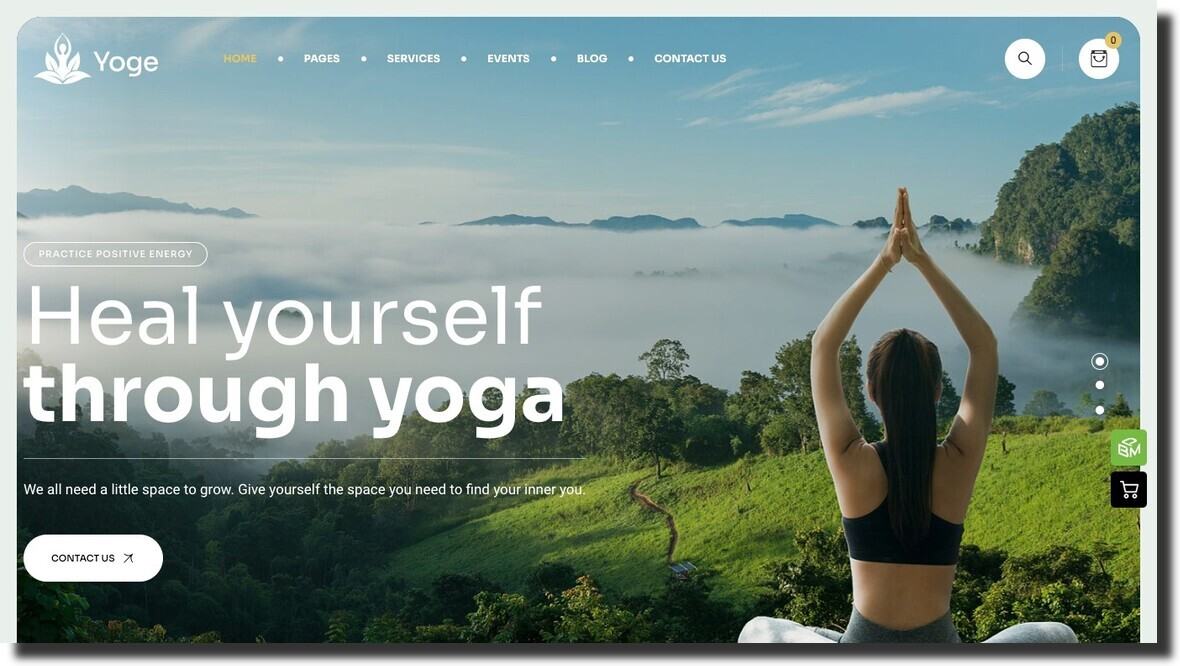 Yoge
HOME PAGES SERVICES EVENTS BLOG CONTACT US
0
PRACTICE POSITIVE ENERGY
Heal yourself
through yoga
We all need a little space to grow. Give yourself the space you need to find your inner you.
CONTACT US
BM